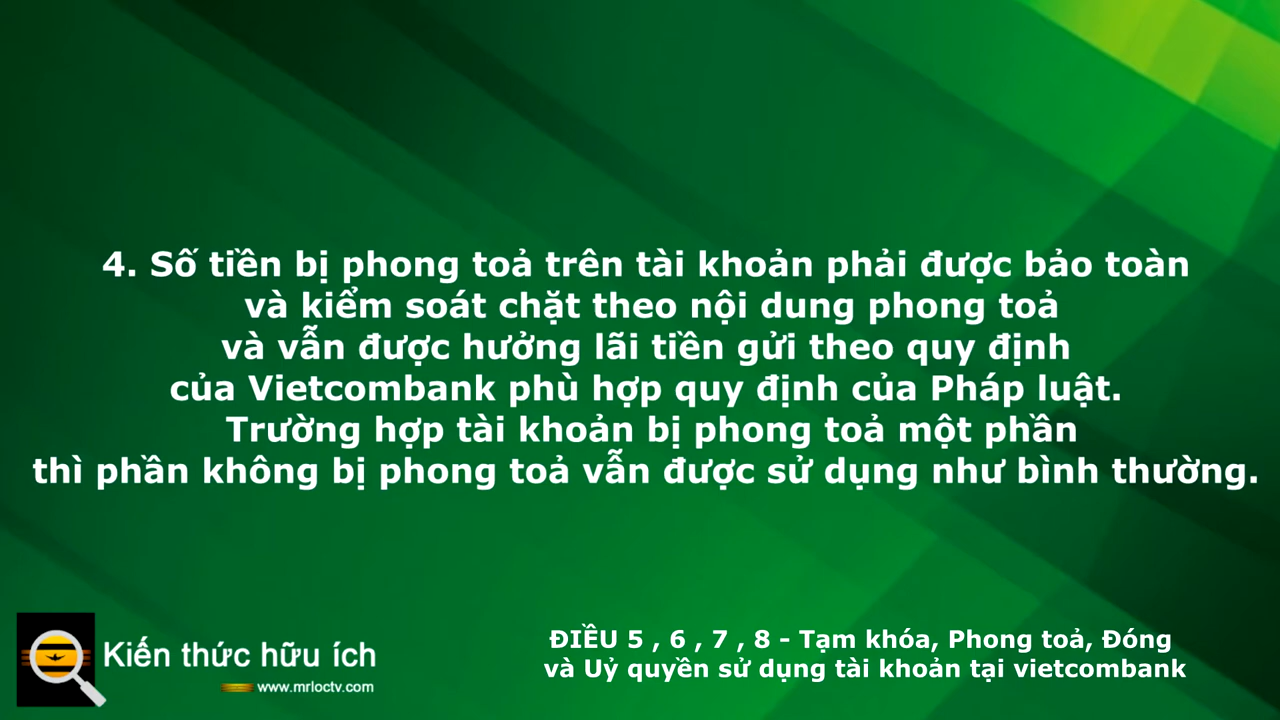 4. Số tiền bị phong toả trên tài khoản phải được bảo toàn
và kiểm soát chặt theo nội dung phong toả
và vẫn được hưởng lãi tiền gửi theo quy định
của Vietcombank phù hợp quy định của Pháp luật.
Trường hợp tài khoản bị phong toả một phần
thì phần không bị phong toả vẫn được sử dụng như bình thường.
Kiến thức hữu ích
www.mrloctv.com
ĐIỀU 5 , 6 , 7 , 8 - Tạm khóa, Phong toả, Đóng
và Uỷ quyền sử dụng tài khoản tại vietcombank